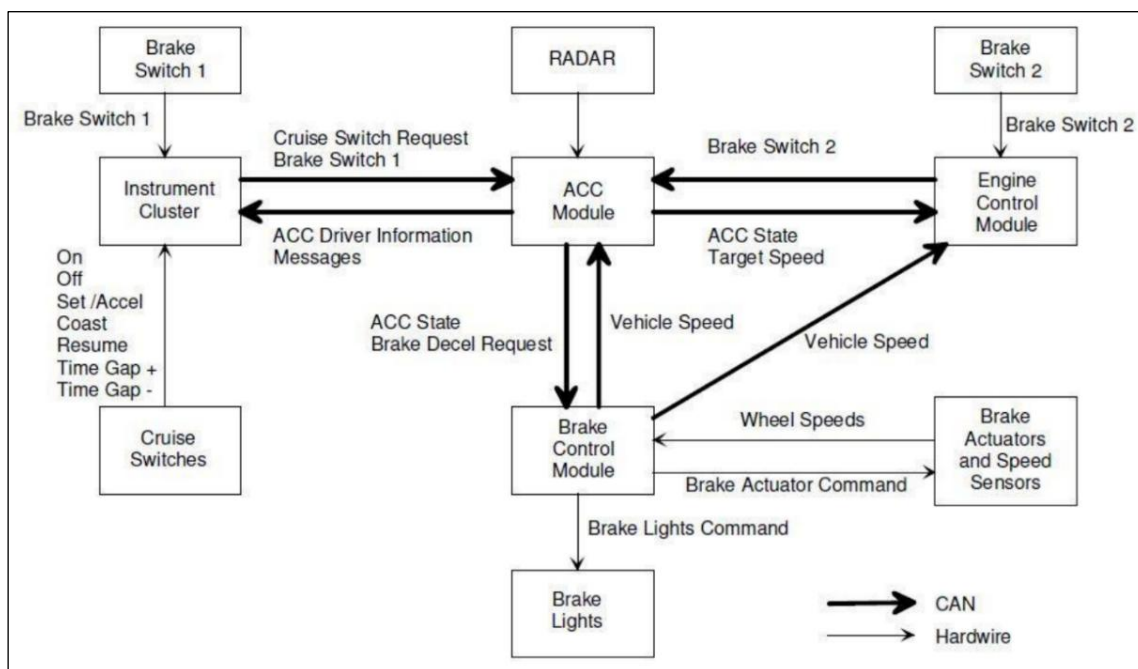 Brake
Switch 1
RADAR
Brake
Switch 2
Brake Switch 1
Brake Switch 2
Cruise Switch Request
Brake Switch 1
Brake Switch 2
Instrument
Cluster
ACC
Module
Engine
Control
Module
ACC Driver Information
Messages
ACC State
Target Speed
On
Off
Set /Accel
Coast
Resume
Time Gap +
Time Gap -
ACC State
Brake Decel Request
Vehicle Speed
Vehicle Speed
Cruise
Switches
Brake
Control
Module
Wheel Speeds
Brake Actuator Command
Brake
Actuators
and Speed
Sensors
Brake Lights Command
Brake
Lights
CAN
Hardwire